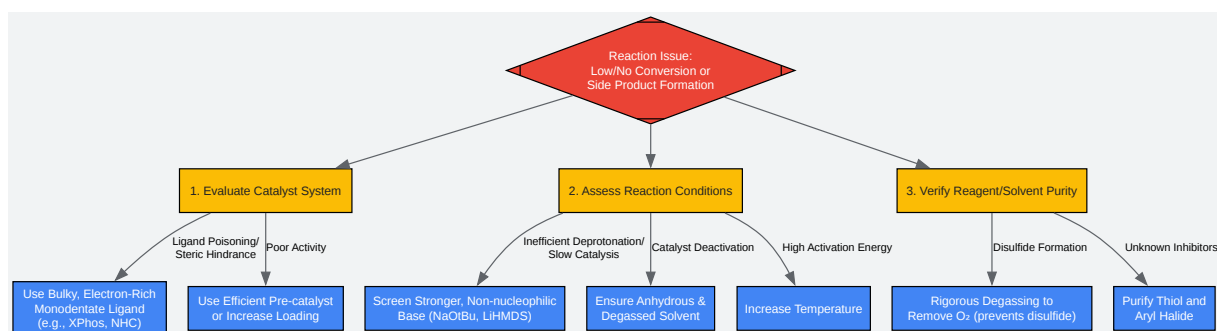 Reaction Issue:
Low/No Conversion or
Side Product Formation
1. Evaluate Catalyst System
2. Assess Reaction Conditions
3. Verify Reagent/Solvent Purity
Ligand Poisoning/
Steric Hindrance
Poor Activity
Inefficient Deprotonation/
Slow Catalysis
Catalyst Deactivation
High Activation Energy
Disulfide Formation
Unknown Inhibitors
Use Bulky, Electron-Rich
Monodentate Ligand
(e.g., XPhos, NHC)
Use Efficient Pre-catalyst
or Increase Loading
Screen Stronger, Non-nucleophilic
Base (NaOtBu, LiHMDS)
Ensure Anhydrous &
Degassed Solvent
Increase Temperature
Rigorous Degassing to
Remove O₂ (prevents disulfide)
Purify Thiol and
Aryl Halide